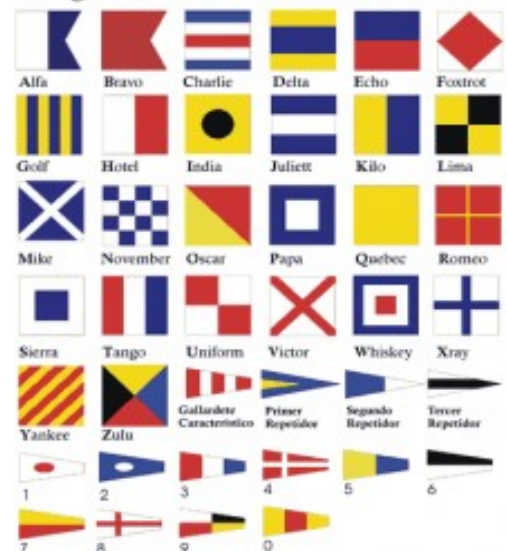 Alfa Bravo Charlie Delta Echo Foxtrot
Golf Hotel India Juliett Kilo Lima
Mike November Oscar Papa Quebec Romeo
Sierra Tango Uniform Victor Whiskey Xray
Yankee Zulu
Gallardete Primer Segundo Tercer
Caracteristico Repetidor Repetidor Repetidor
1 2 3 4 5 6
7 8 9 0